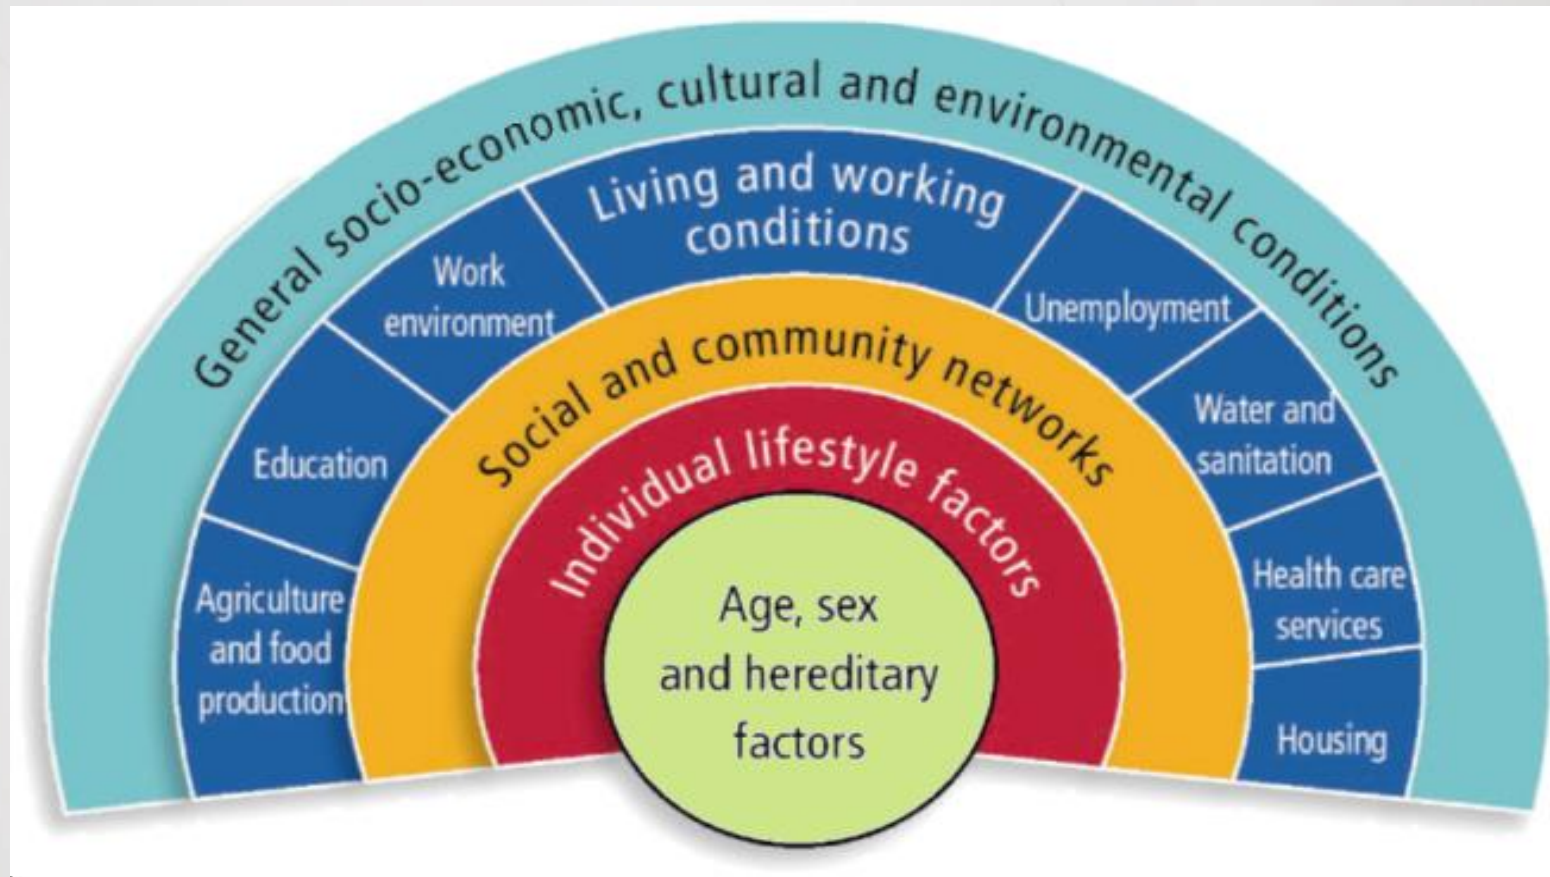 General socio-economic, cultural and environmental conditions
Living and working
conditions
Work
environment
Unemployment
Education
Water and
sanitation
Agriculture
and food
production
Health care
services
Housing
Social and community networks
Individual lifestyle factors
Age, sex
and hereditary
factors